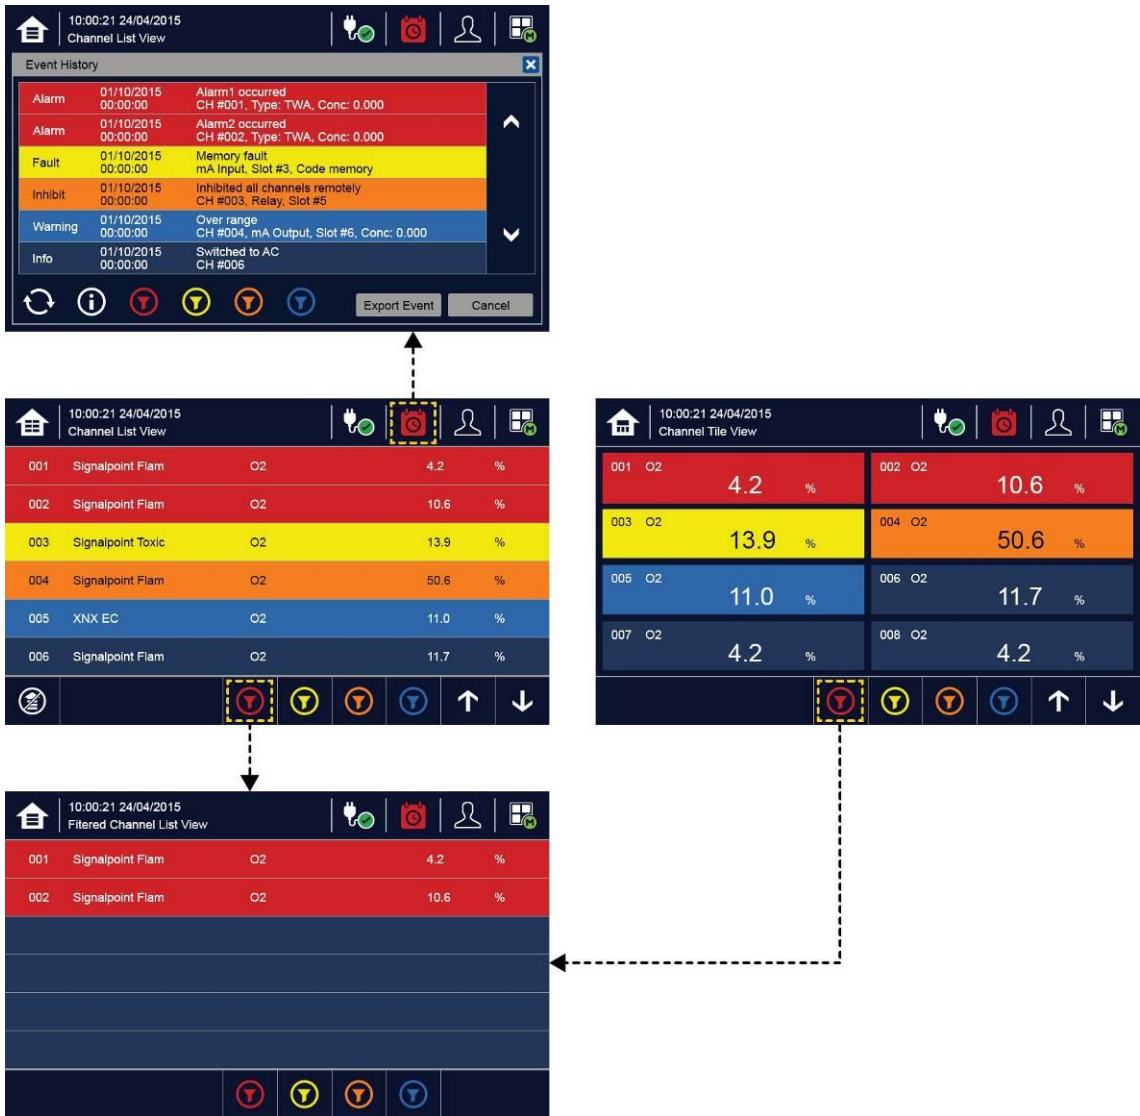 10:00:21 24/04/2015
Channel List View
Event History
Alarm 01/10/2015 00:00:00 Alarm1 occurred
CH #001, Type: TWA, Conc: 0.000
Alarm 01/10/2015 00:00:00 Alarm2 occurred
CH #002, Type: TWA, Conc: 0.000
Fault 01/10/2015 00:00:00 Memory fault
mA Input, Slot #3, Code memory
Inhibit 01/10/2015 00:00:00 Inhibited all channels remotely
CH #003, Relay, Slot #5
Warning 01/10/2015 00:00:00 Over range
CH #004, mA Output, Slot #6, Conc: 0.000
Info 01/10/2015 00:00:00 Switched to AC
CH #006
Export Event Cancel
10:00:21 24/04/2015
Channel List View
001 Signalpoint Flam O2 4.2 %
002 Signalpoint Flam O2 10.6 %
003 Signalpoint Toxic O2 13.9 %
004 Signalpoint Flam O2 50.6 %
005 XNX EC O2 11.0 %
006 Signalpoint Flam O2 11.7 %
10:00:21 24/04/2015
Channel Tile View
001 O2 4.2 %
002 O2 10.6 %
003 O2 13.9 %
004 O2 50.6 %
005 O2 11.0 %
006 O2 11.7 %
007 O2 4.2 %
008 O2 4.2 %
10:00:21 24/04/2015
Fitered Channel List View
001 Signalpoint Flam O2 4.2 %
002 Signalpoint Flam O2 10.6 %